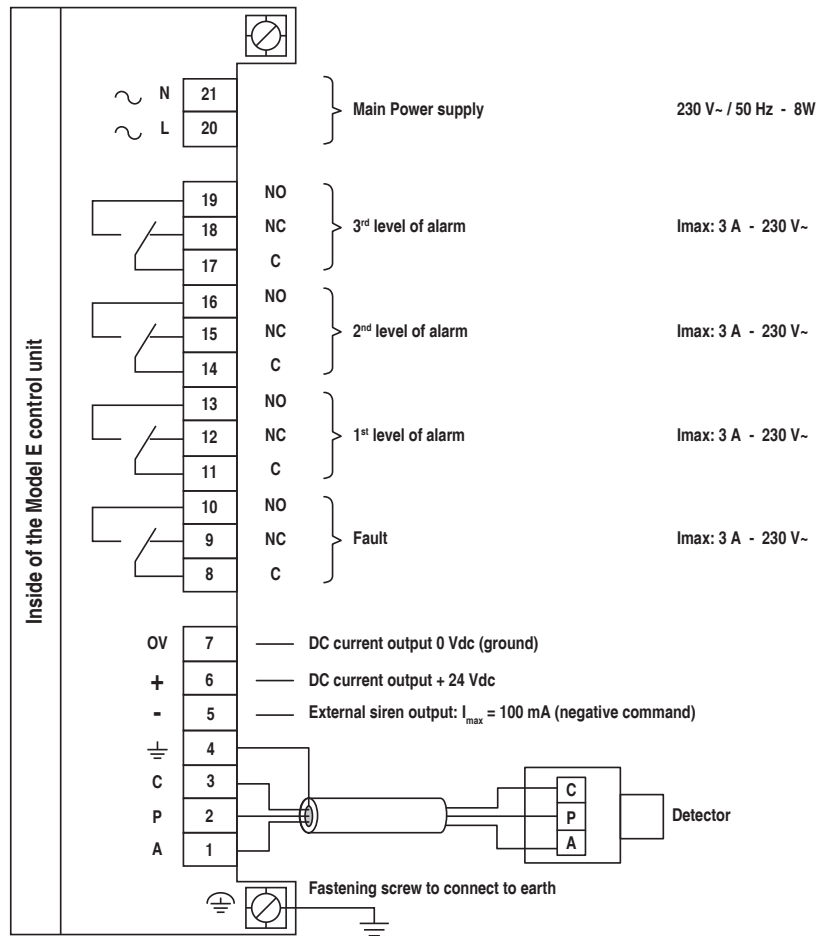 Inside of the Model E control unit
N 21
L 20
Main Power supply 230 V~ / 50 Hz - 8W
19 NO
18 NC
17 C
3rd level of alarm Imax: 3 A - 230 V~
16 NO
15 NC
14 C
2nd level of alarm Imax: 3 A - 230 V~
13 NO
12 NC
11 C
1st level of alarm Imax: 3 A - 230 V~
10 NO
9 NC
8 C
Fault Imax: 3 A - 230 V~
OV 7 DC current output 0 Vdc (ground)
+ 6 DC current output + 24 Vdc
- 5 External siren output: Imax = 100 mA (negative command)
4
C 3
P 2
A 1
C
P
A
Detector
Fastening screw to connect to earth